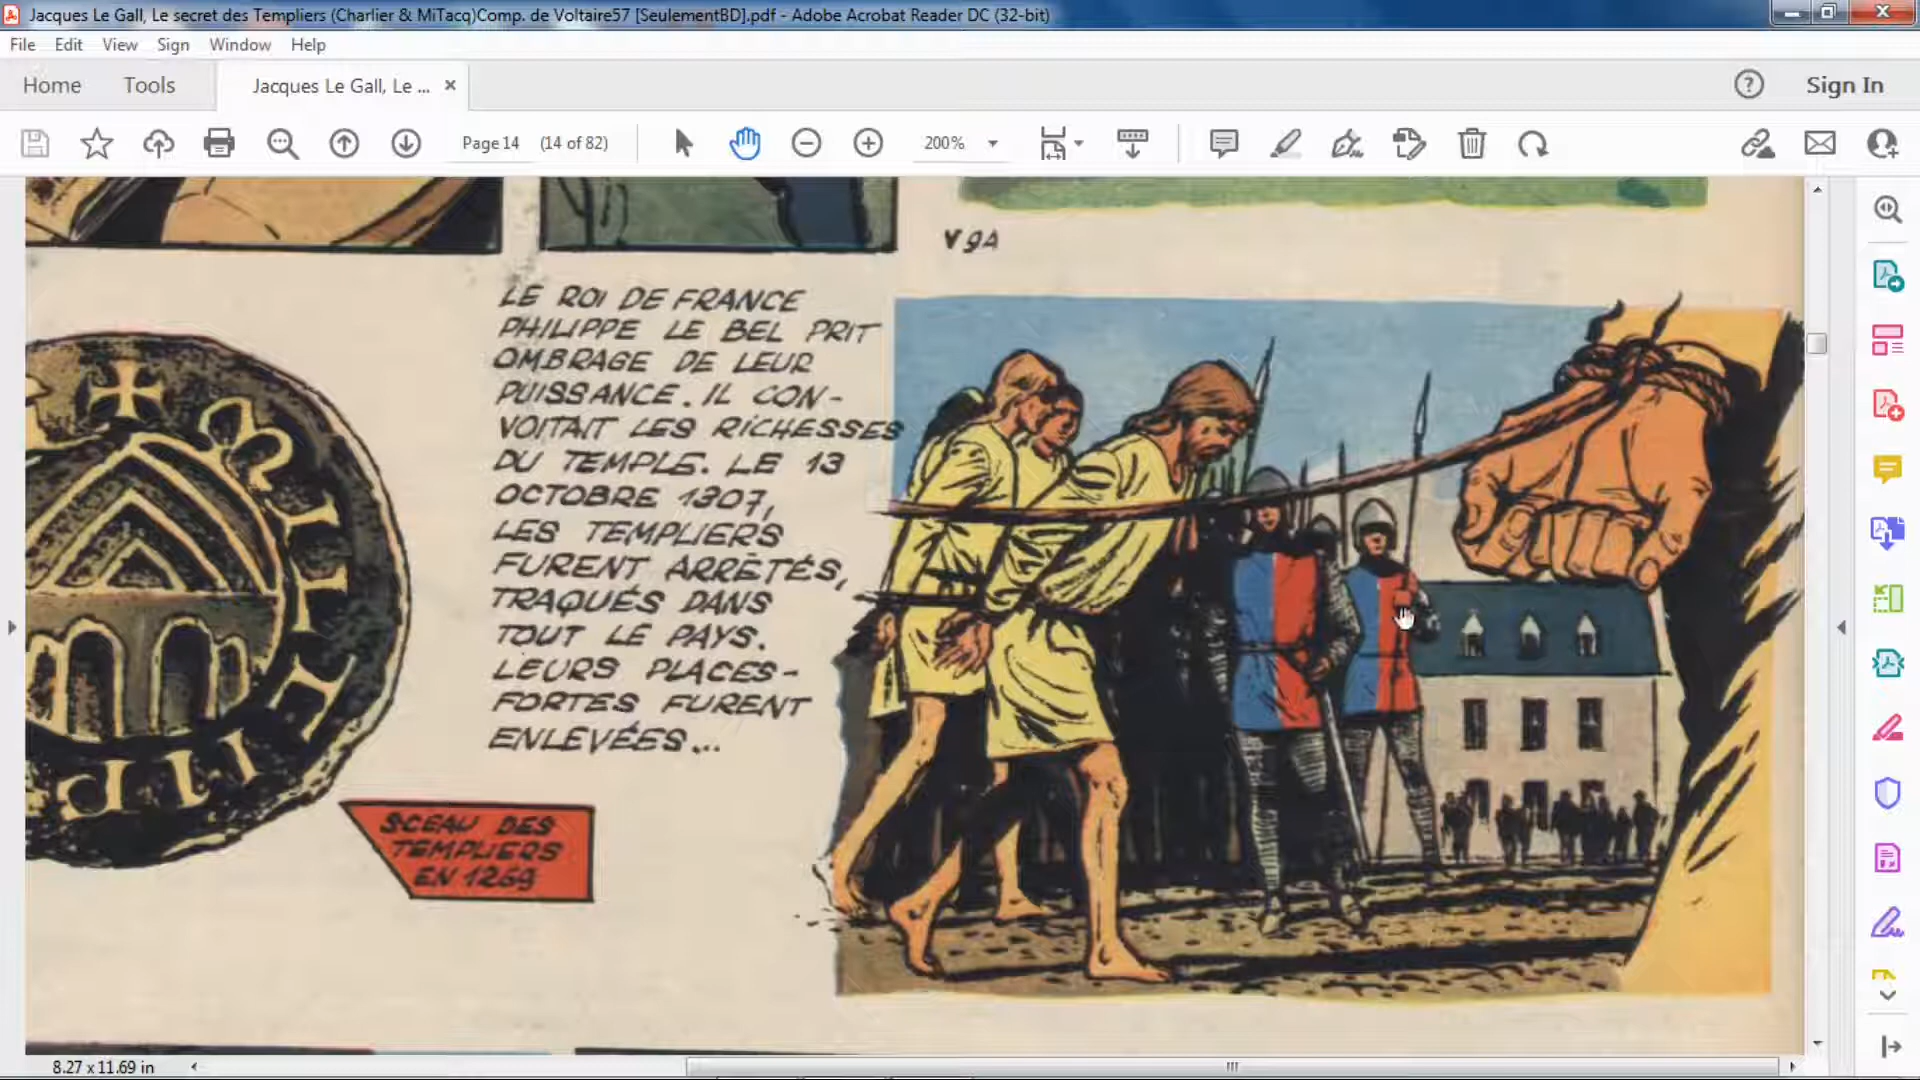 Jacques Le Gall, Le secret des Templiers (Charlier & MiTacq)Comp. de Voltaire57 [SeulementBD].pdf - Adobe Acrobat Reader DC (32-bit)
File Edit View Sign Window Help
Home Tools Jacques Le Gall, Le ... × ? Sign In
Page 14 (14 of 82) 200%
V 9A
LE ROI DE FRANCE
PHILIPPE LE BEL PRIT
OMBRAGE DE LEUR
PUISSANCE. IL CON-
VOITAIT LES RICHESSES
DU TEMPLE. LE 13
OCTOBRE 1307,
LES TEMPLIERS
FURENT ARRÊTÉS,
TRAQUÉS DANS
TOUT LE PAYS.
LEURS PLACES-
FORTES FURENT
ENLEVÉES...
SCEAU DES
TEMPLIERS
EN 1269
8.27 x 11.69 in